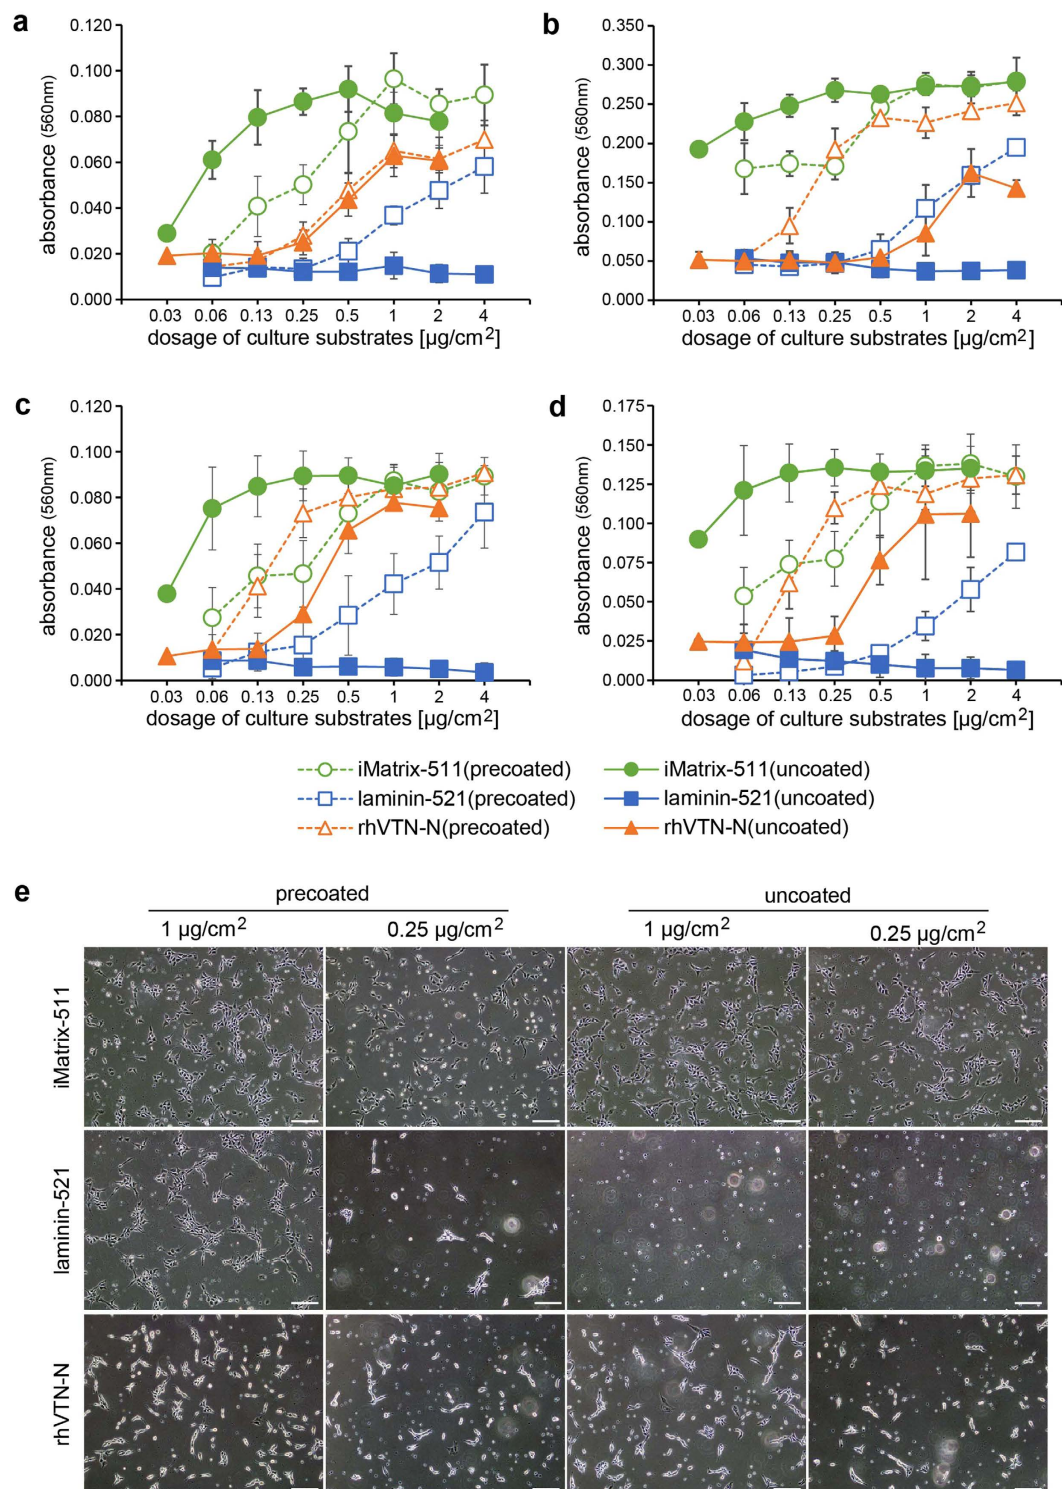 a
0.120
0.100
0.080
0.060
0.040
0.020
0.000
absorbance (560nm)
0.03 0.06 0.13 0.25 0.5 1 2 4
dosage of culture substrates [µg/cm2]
b
0.350
0.300
0.250
0.200
0.150
0.100
0.050
0.000
absorbance (560nm)
0.03 0.06 0.13 0.25 0.5 1 2 4
dosage of culture substrates [µg/cm2]
c
0.120
0.100
0.080
0.060
0.040
0.020
0.000
absorbance (560nm)
0.03 0.06 0.13 0.25 0.5 1 2 4
dosage of culture substrates [µg/cm2]
d
0.175
0.150
0.125
0.100
0.075
0.050
0.025
0.000
absorbance (560nm)
0.03 0.06 0.13 0.25 0.5 1 2 4
dosage of culture substrates [µg/cm2]
iMatrix-511(precoated) iMatrix-511(uncoated)
laminin-521(precoated) laminin-521(uncoated)
rhVTN-N(precoated) rhVTN-N(uncoated)
e
precoated uncoated
1 µg/cm2 0.25 µg/cm2 1 µg/cm2 0.25 µg/cm2
iMatrix-511
laminin-521
rhVTN-N